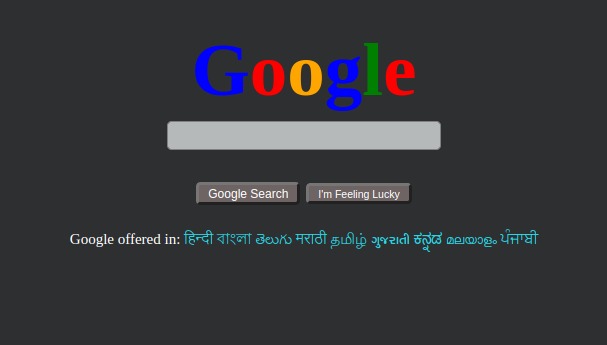 Google
Google Search I'm Feeling Lucky
Google offered in: हिन्दी বাংলা తెలుగు मराठी தமிழ் ગુજરાતી ಕನ್ನಡ മലയാളം ਪੰਜਾਬੀ